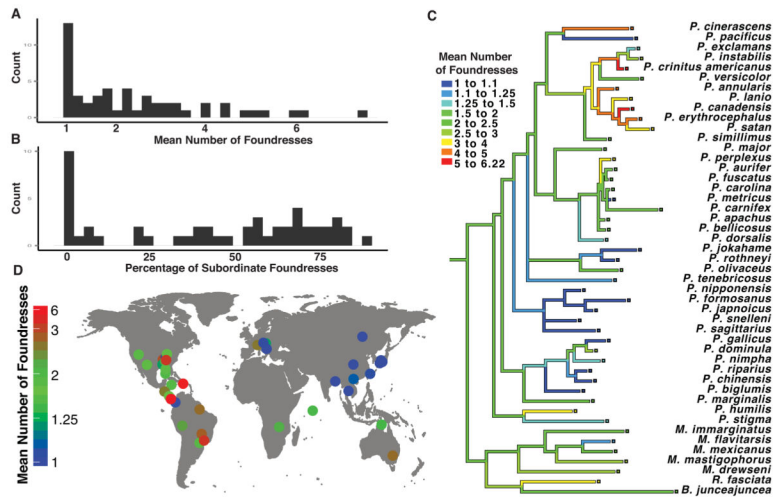 A
Count
1 2 4 6
Mean Number of Foundresses
B
Count
0 25 50 75
Percentage of Subordinate Foundresses
C
Mean Number
of Foundresses
1 to 1.1
1.1 to 1.25
1.25 to 1.5
1.5 to 2
2 to 2.5
2.5 to 3
3 to 4
4 to 5
5 to 6.22
P. cinerascens
P. pacificus
P. exclamans
P. instabilis
P. crinitus americanus
P. versicolor
P. annularis
P. lanio
P. canadensis
P. erythrocephalus
P. satan
P. simillimus
P. major
P. perplexus
P. aurifer
P. fuscatus
P. carolina
P. metricus
P. carnifex
P. apachus
P. bellicosus
P. dorsalis
P. jokahame
P. rothneyi
P. olivaceus
P. tenebricosus
P. nipponensis
P. formosanus
P. japnoicus
P. snelleni
P. sagittarius
P. gallicus
P. dominula
P. nimpha
P. riparius
P. chinensis
P. biglumis
P. marginalis
P. humilis
P. stigma
M. immarginatus
M. flavitarsis
M. mexicanus
M. mastigophorus
M. drewseni
R. fasciata
B. junceajuncea
D
Mean Number of Foundresses
6
3
2
1.25
1